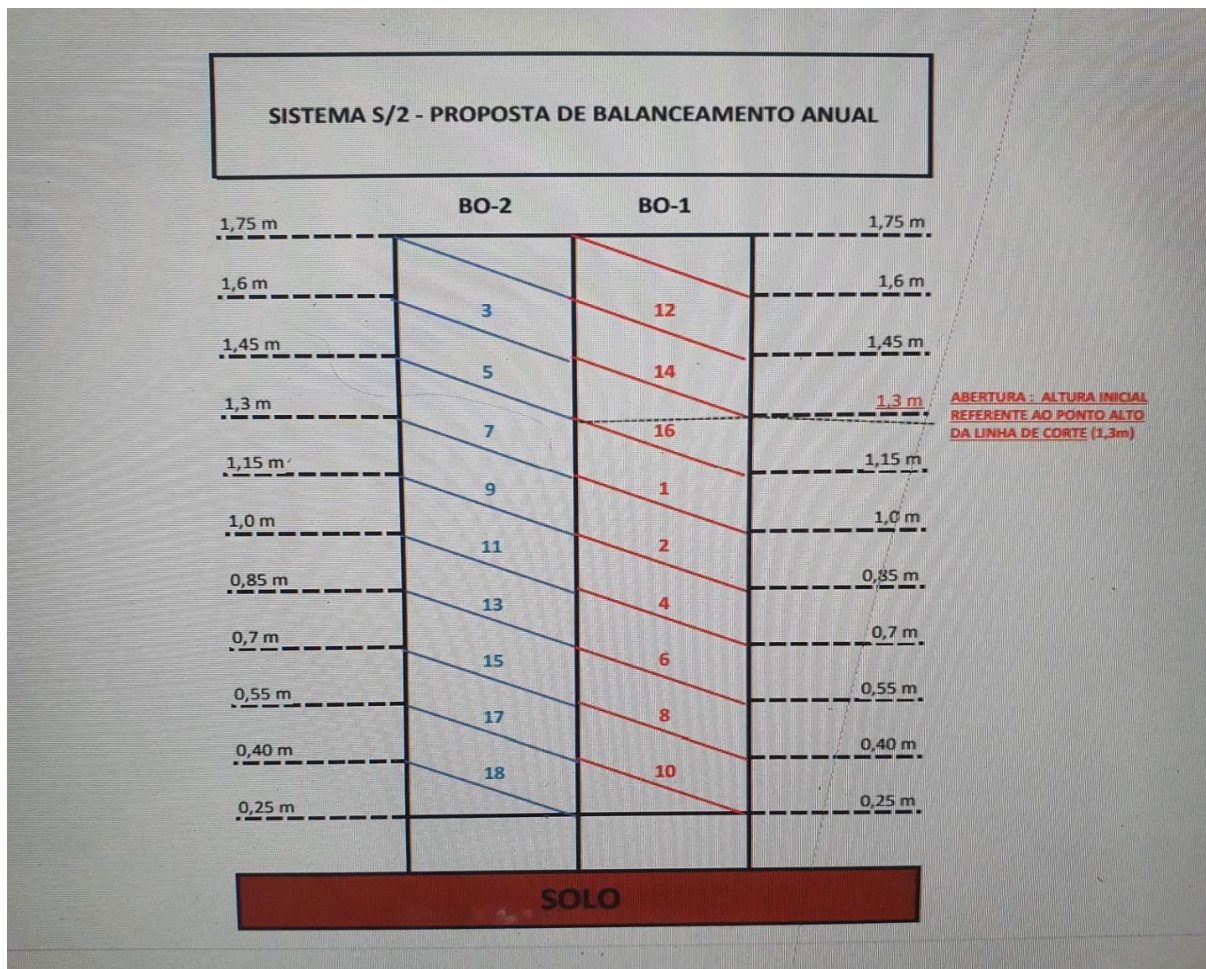 SISTEMA S/2 - PROPOSTA DE BALANCEAMENTO ANUAL
BO-2 BO-1
1,75 m 1,75 m
1,6 m 1,6 m
3 12
1,45 m 1,45 m
5 14
1,3 m 1,3 m
ABERTURA : ALTURA INICIAL
REFERENTE AO PONTO ALTO
DA LINHA DE CORTE (1,3m)
7 16
1,15 m 1,15 m
9 1
1,0 m 1,0 m
11 2
0,85 m 0,85 m
13 4
0,7 m 0,7 m
15 6
0,55 m 0,55 m
17 8
0,40 m 0,40 m
18 10
0,25 m 0,25 m
SOLO